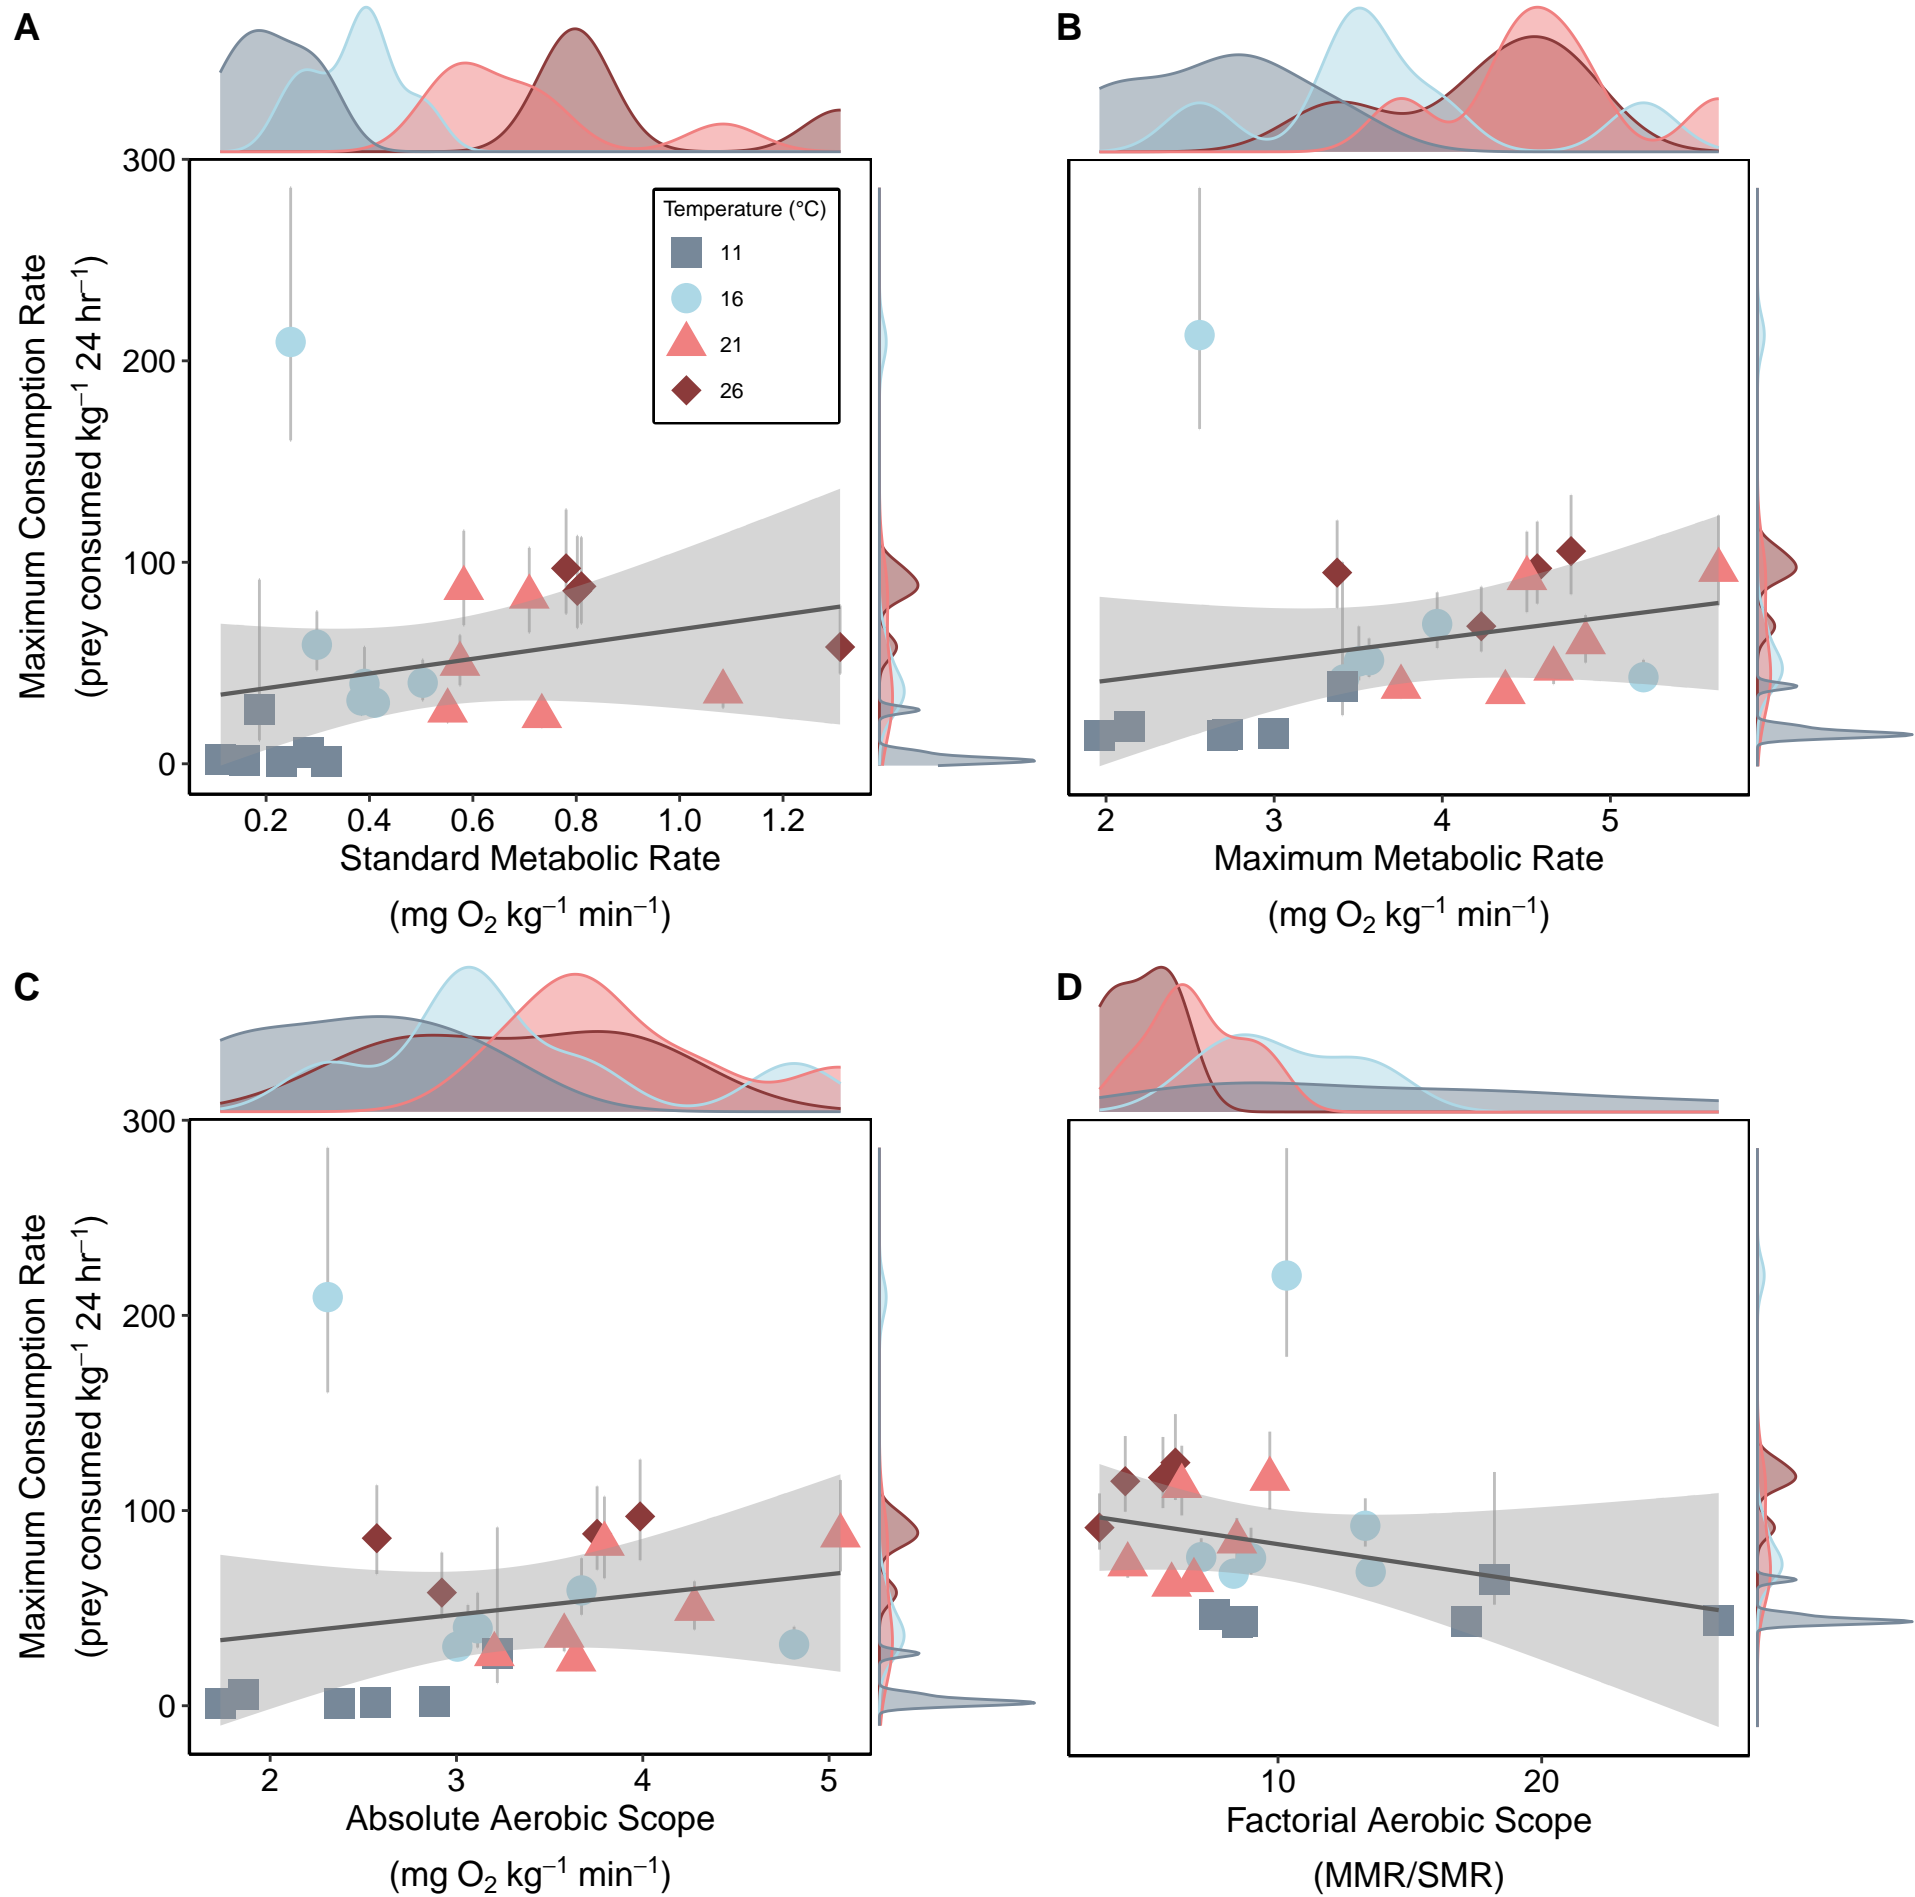 A
B
300
200
100
0
Maximum Consumption Rate
(prey consumed kg⁻¹ 24 hr⁻¹)
Temperature (°C)
11
16
21
26
0.2 0.4 0.6 0.8 1.0 1.2
Standard Metabolic Rate
(mg O₂ kg⁻¹ min⁻¹)
2 3 4 5
Maximum Metabolic Rate
(mg O₂ kg⁻¹ min⁻¹)
C
D
300
200
100
0
Maximum Consumption Rate
(prey consumed kg⁻¹ 24 hr⁻¹)
2 3 4 5
Absolute Aerobic Scope
(mg O₂ kg⁻¹ min⁻¹)
10 20
Factorial Aerobic Scope
(MMR/SMR)